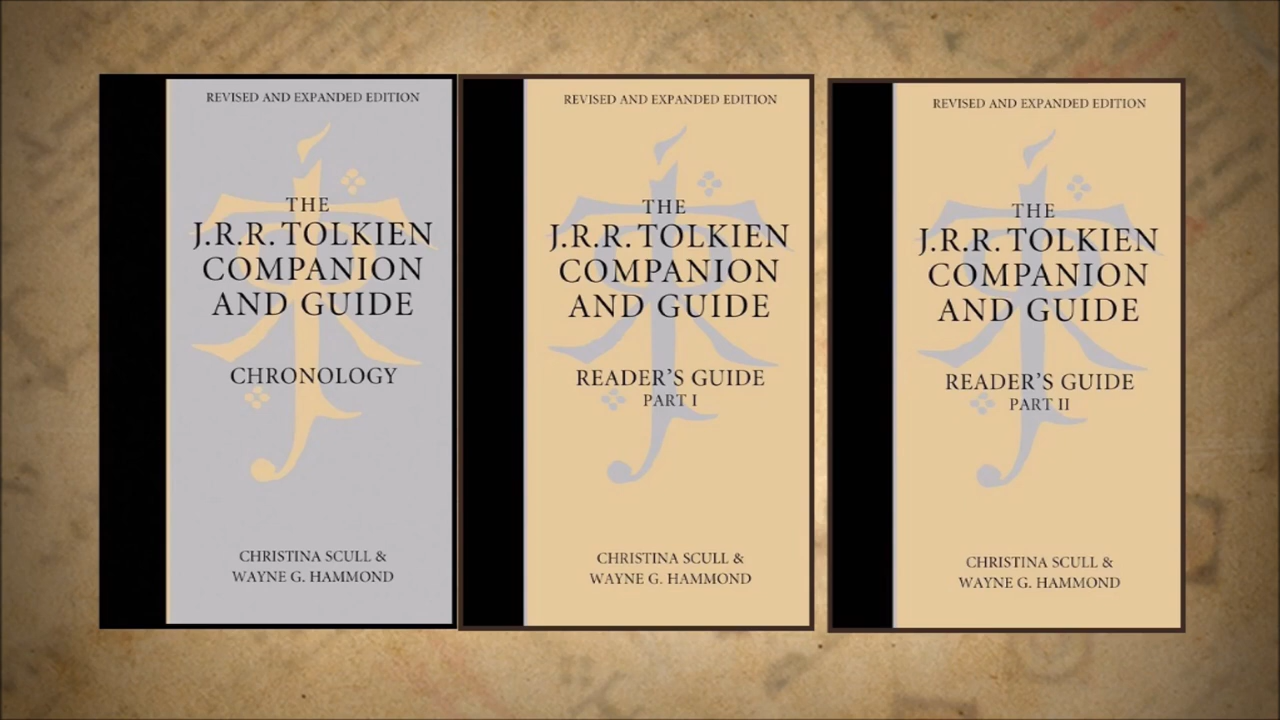 REVISED AND EXPANDED EDITION
THE
J.R.R. TOLKIEN
COMPANION
AND GUIDE
CHRONOLOGY
CHRISTINA SCULL &
WAYNE G. HAMMOND
REVISED AND EXPANDED EDITION
THE
J.R.R. TOLKIEN
COMPANION
AND GUIDE
READER'S GUIDE
PART I
CHRISTINA SCULL &
WAYNE G. HAMMOND
REVISED AND EXPANDED EDITION
THE
J.R.R. TOLKIEN
COMPANION
AND GUIDE
READER'S GUIDE
PART II
CHRISTINA SCULL &
WAYNE G. HAMMOND